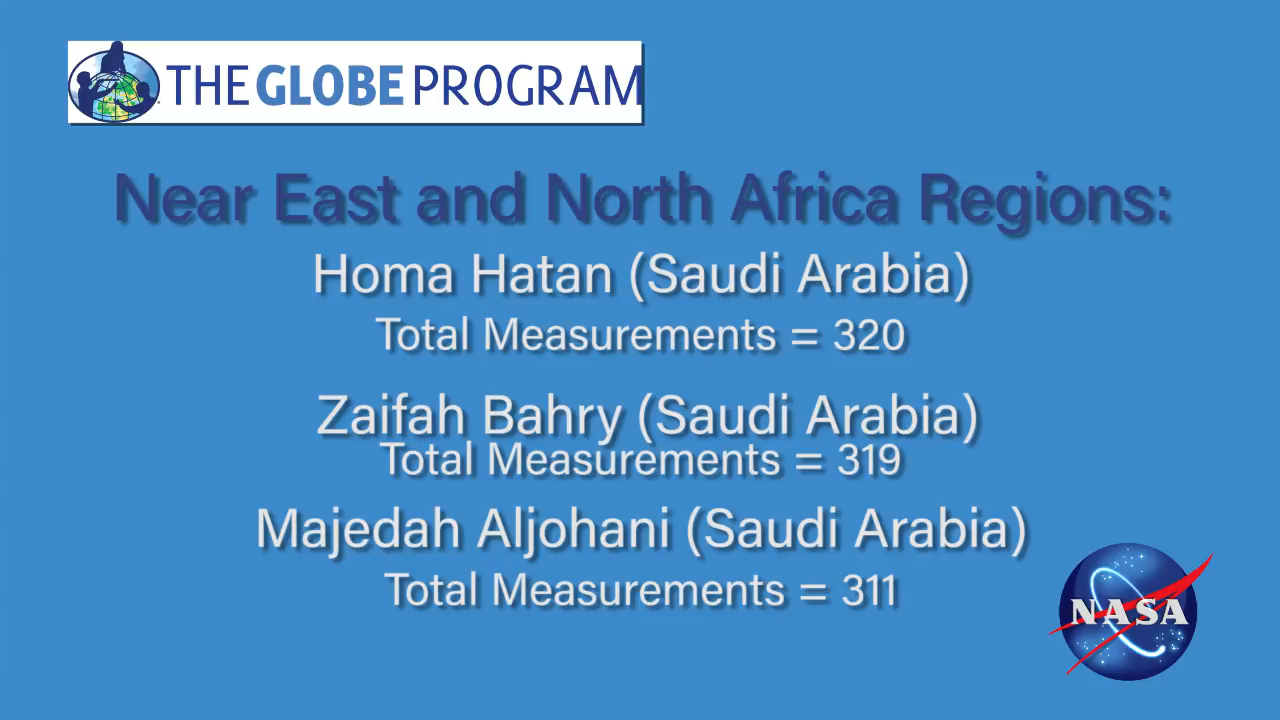 THE GLOBE PROGRAM
Near East and North Africa Regions:
Homa Hatan (Saudi Arabia)
Total Measurements = 320
Zaifah Bahry (Saudi Arabia)
Total Measurements = 319
Majedah Aljohani (Saudi Arabia)
Total Measurements = 311
NASA